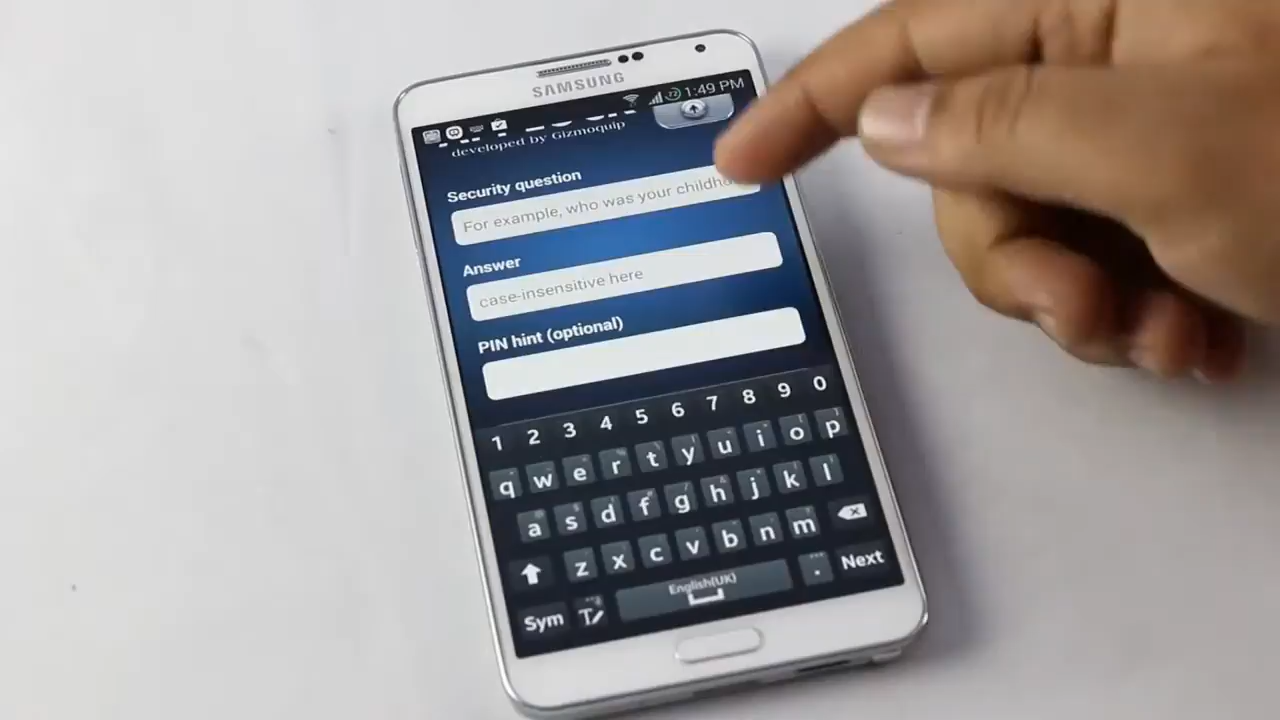 SAMSUNG
1:49 PM
developed by Gizmoquip
Security question
For example, who was your childho
Answer
case-insensitive here
PIN hint (optional)
1 2 3 4 5 6 7 8 9 0
q w e r t y u i o p
a s d f g h j k l
z x c v b n m
Sym English(UK) . Next